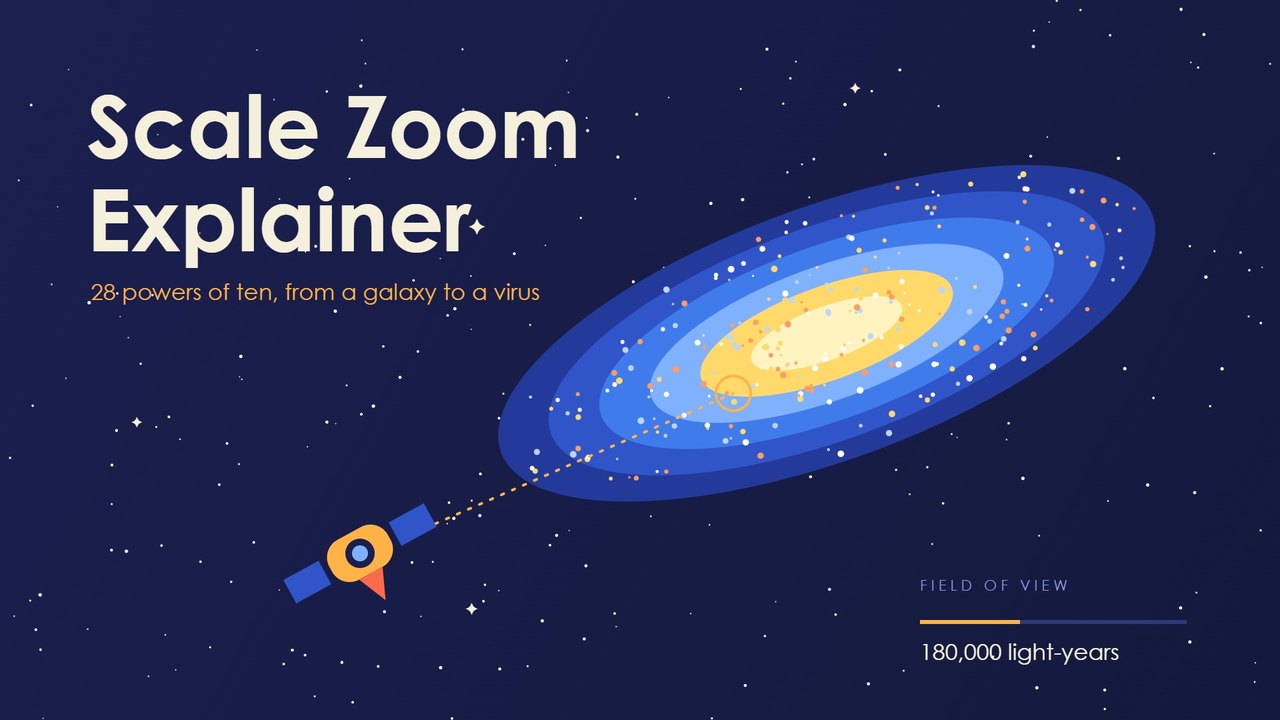 Scale Zoom
Explainer
28 powers of ten, from a galaxy to a virus
FIELD OF VIEW
180,000 light-years